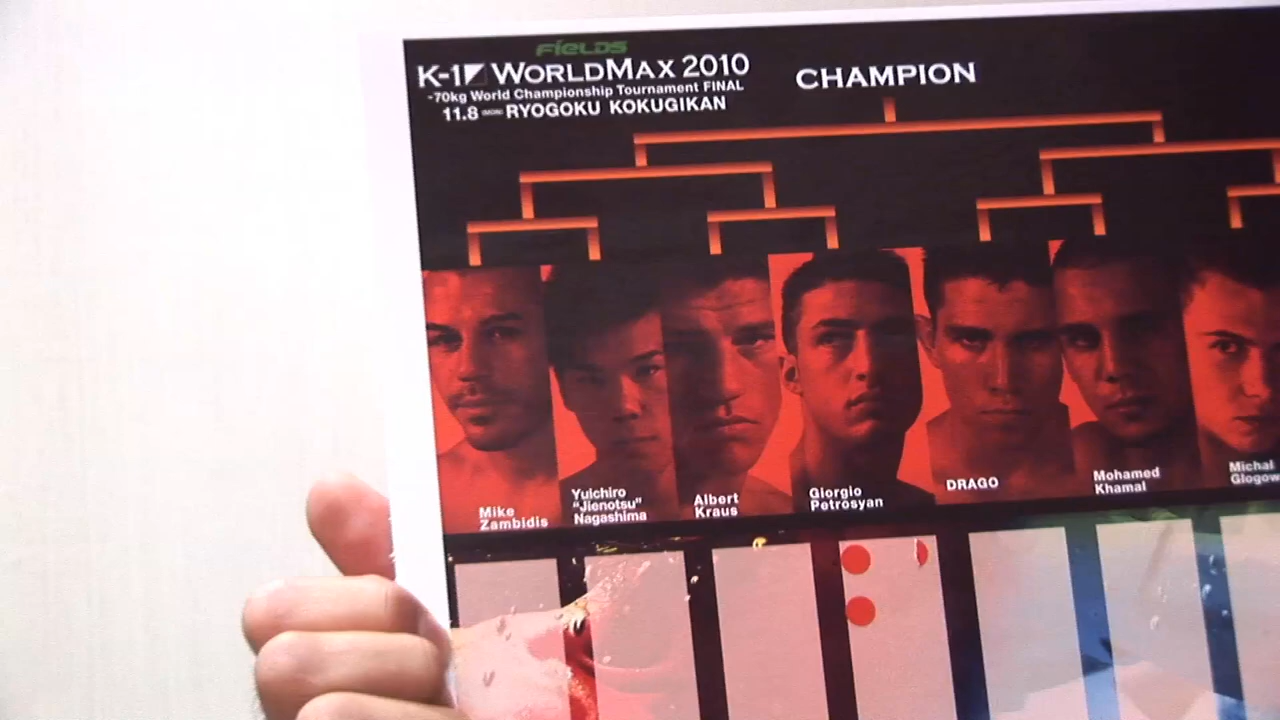 FIELDS
K-1 WORLDMAX 2010
-70kg World Championship Tournament FINAL
11.8 RYOGOKU KOKUGIKAN
CHAMPION
Mike
Zambidis
Yuichiro
"Jienotsu"
Nagashima
Albert
Kraus
Giorgio
Petrosyan
DRAGO
Mohamed
Khamal
Michal
Glogow